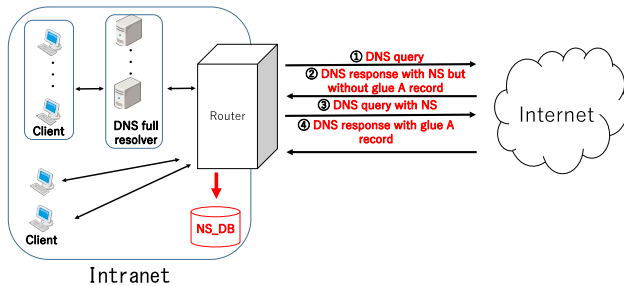 ① DNS query
② DNS response with NS but
without glue A record
③ DNS query with NS
④ DNS response with glue A
record
Client
DNS full
resolver
Router
Internet
Client
NS_DB
Intranet